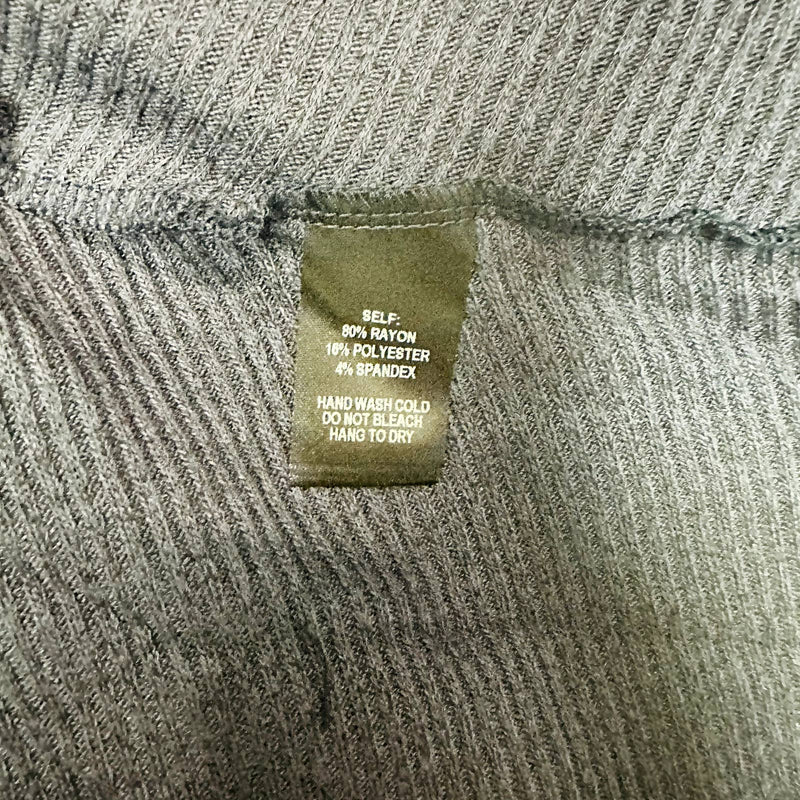 SELF:
80% RAYON
16% POLYESTER
4% SPANDEX
HAND WASH COLD
DO NOT BLEACH
HANG TO DRY